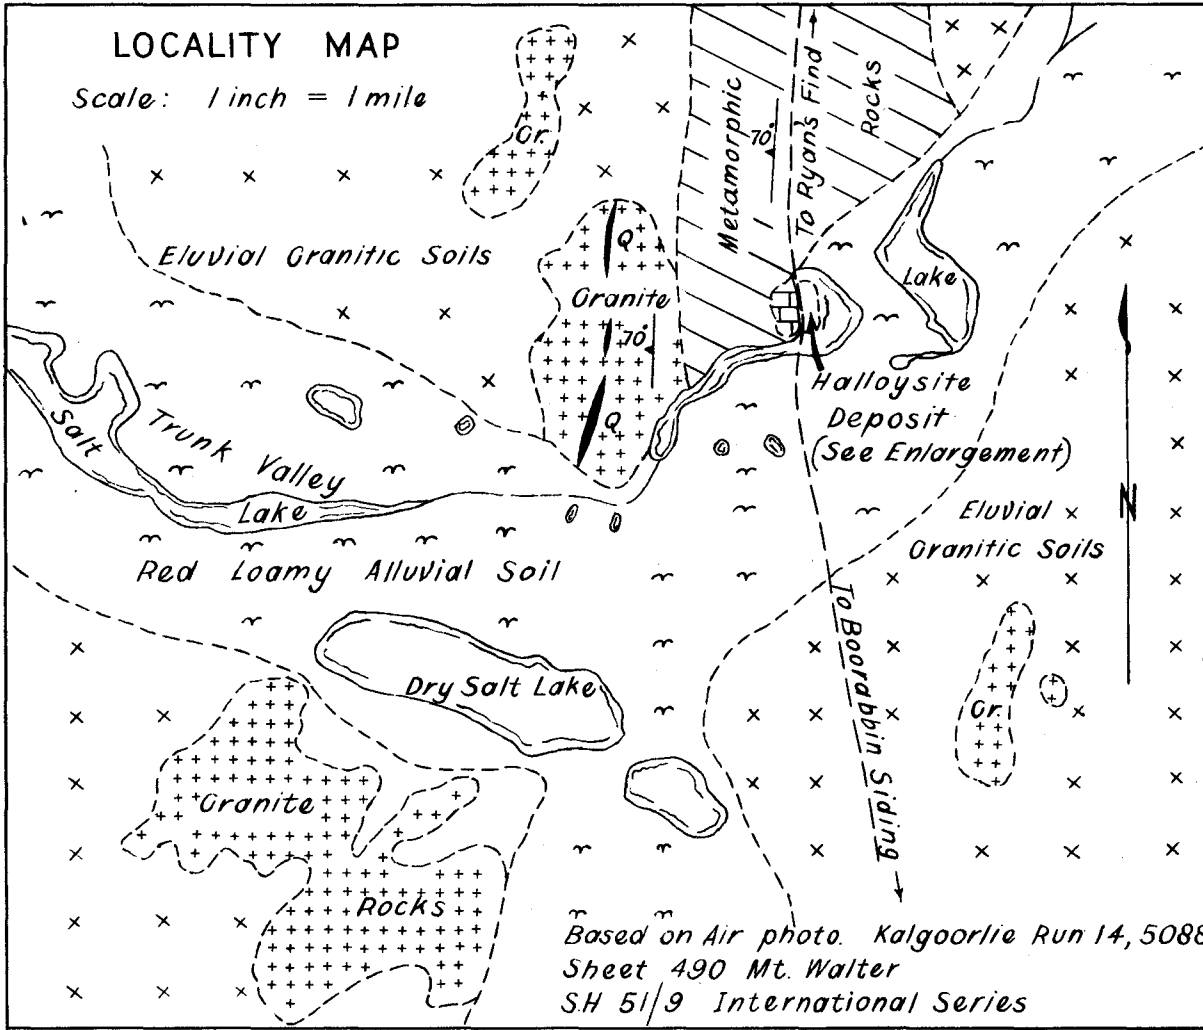 LOCALITY MAP
Scale: 1 inch = 1 mile
Gr.
Metamorphic
Rocks
To Ryan's Find
70°
Eluvial Granitic Soils
Q
Granite
70°
Q
Lake
Halloysite
Deposit
(See Enlargement)
Salt
Lake
Trunk Valley
Red Loamy Alluvial Soil
Eluvial
Granitic Soils
N
To Boorabbin Siding
Dry Salt Lake
Gr.
Granite
Rocks
Based on Air photo. Kalgoorlie Run 14, 5088
Sheet 490 Mt. Walter
SH 51/9 International Series